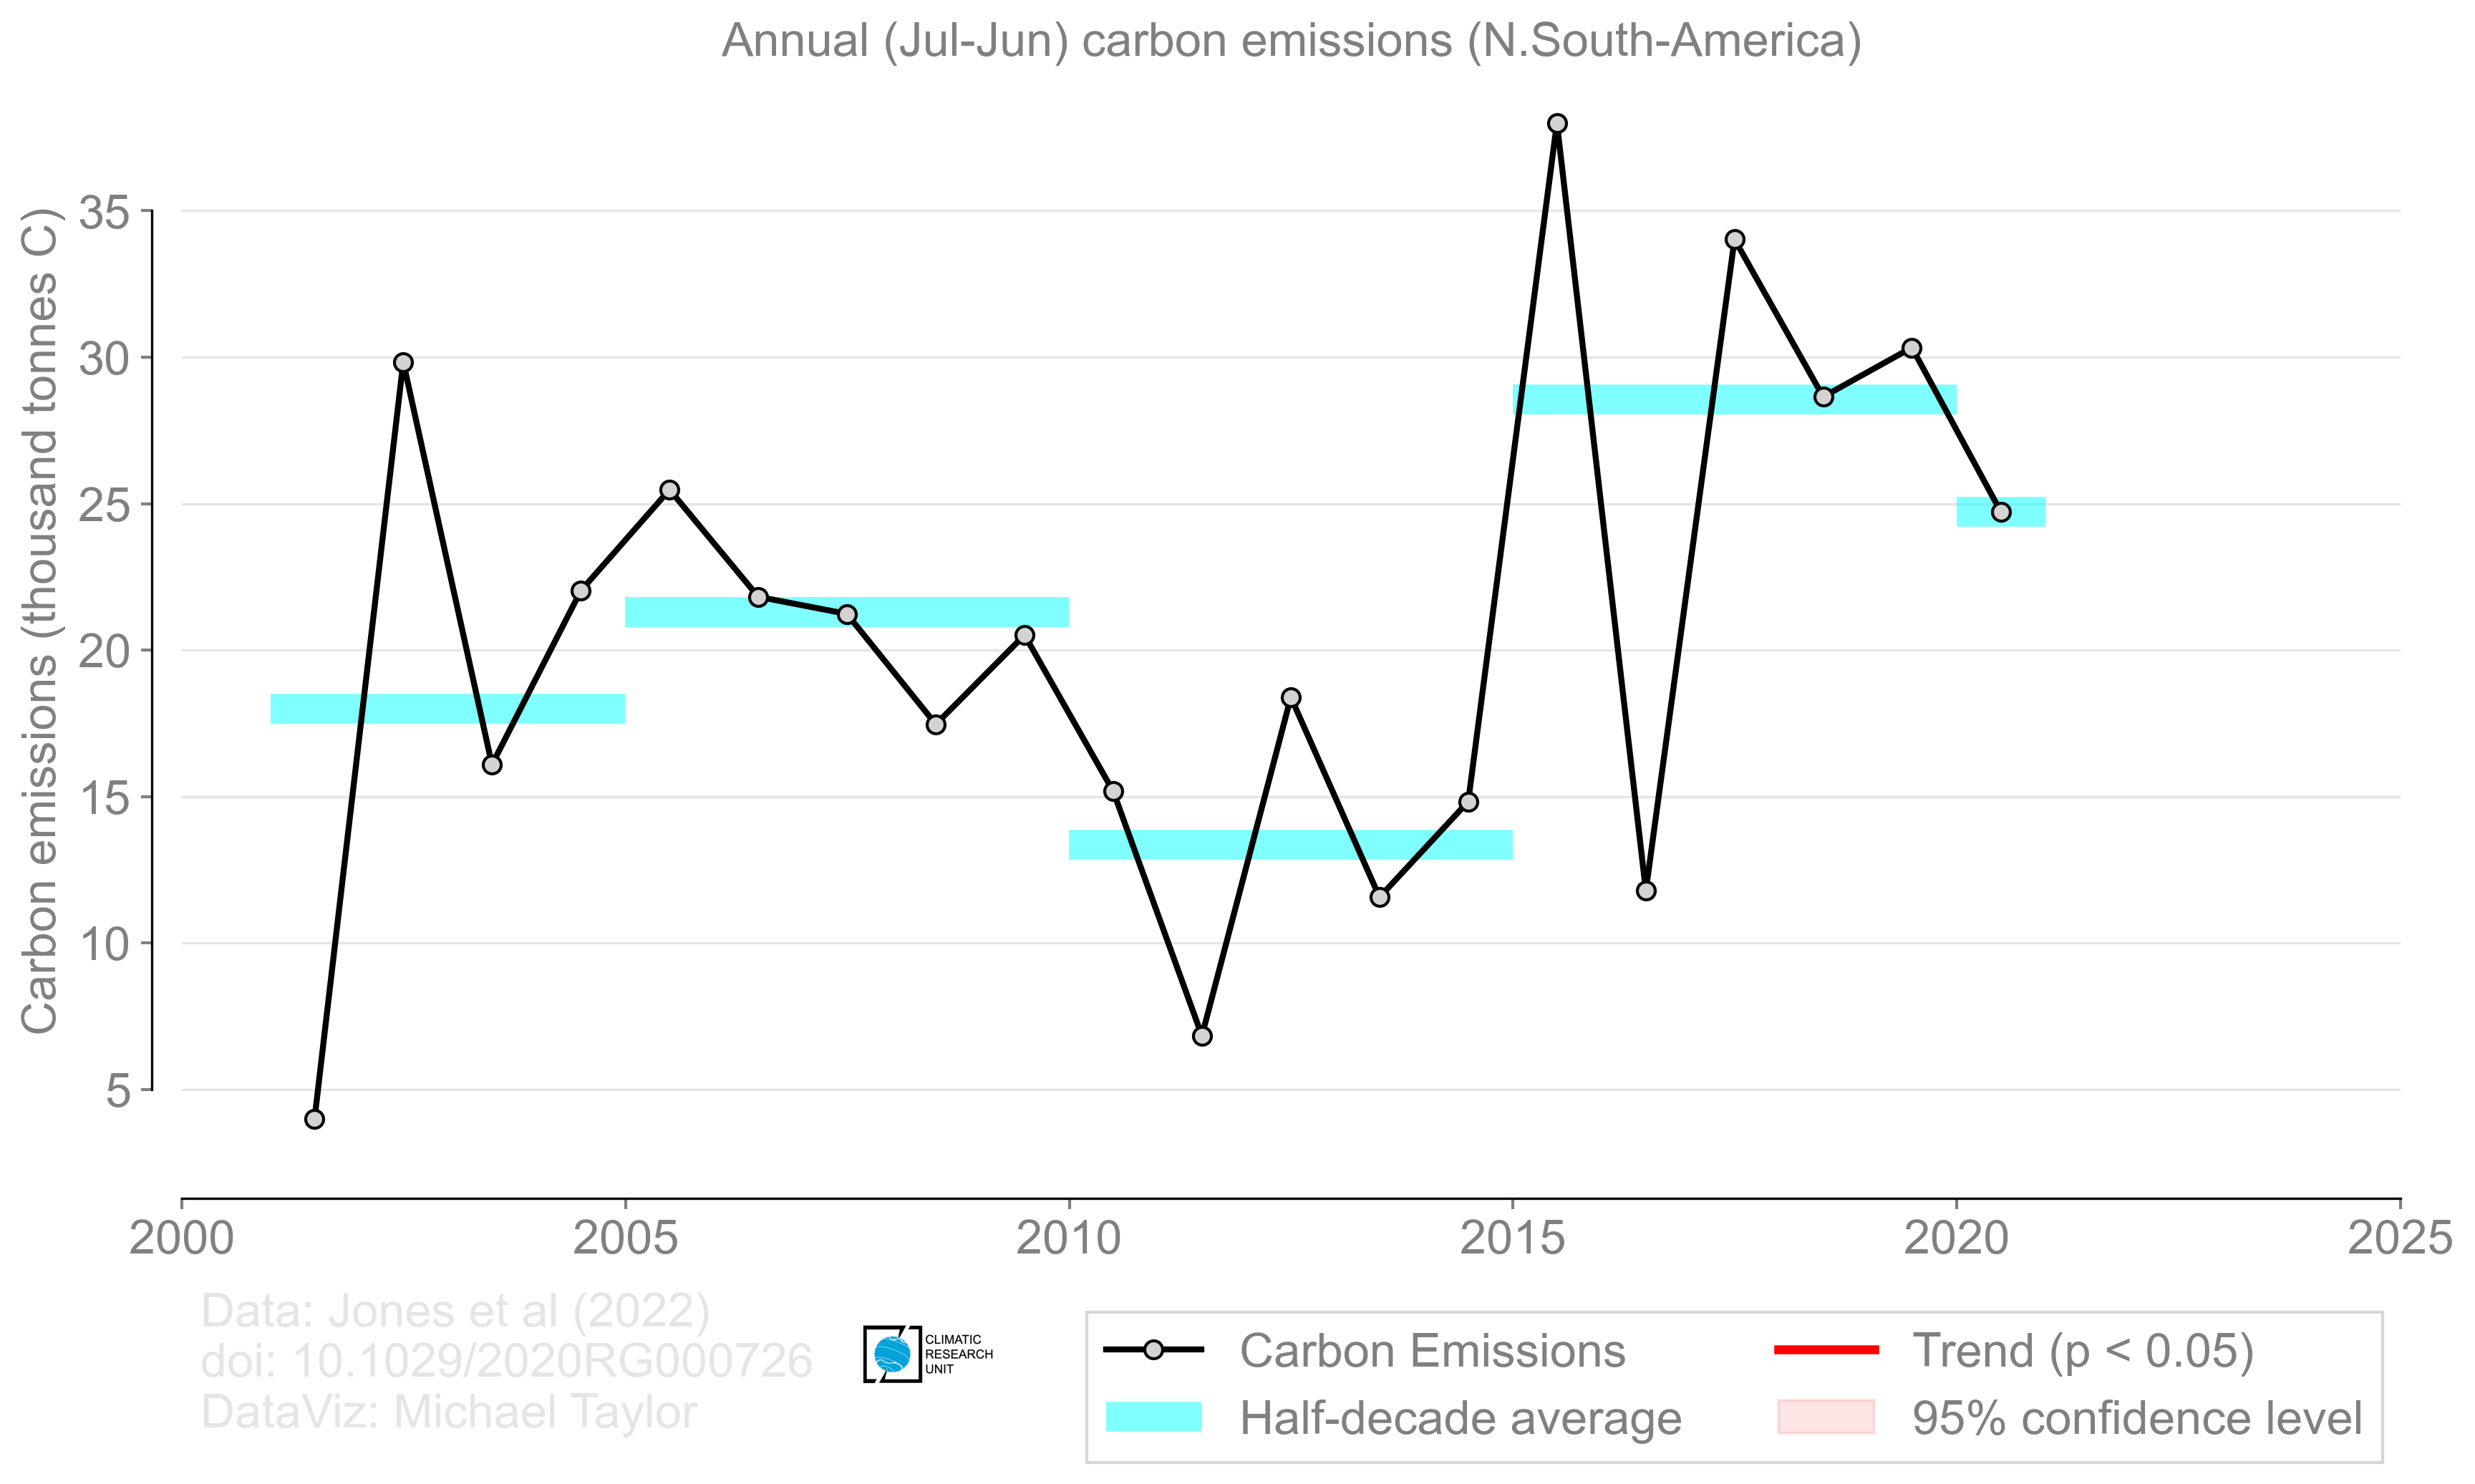 Annual (Jul-Jun) carbon emissions (N.South-America)
Carbon emissions (thousand tonnes C)
35
30
25
20
15
10
5
2000 2005 2010 2015 2020 2025
Data: Jones et al (2022)
doi: 10.1029/2020RG000726
DataViz: Michael Taylor
CLIMATIC
RESEARCH
UNIT
Carbon Emissions
Half-decade average
Trend (p < 0.05)
95% confidence level